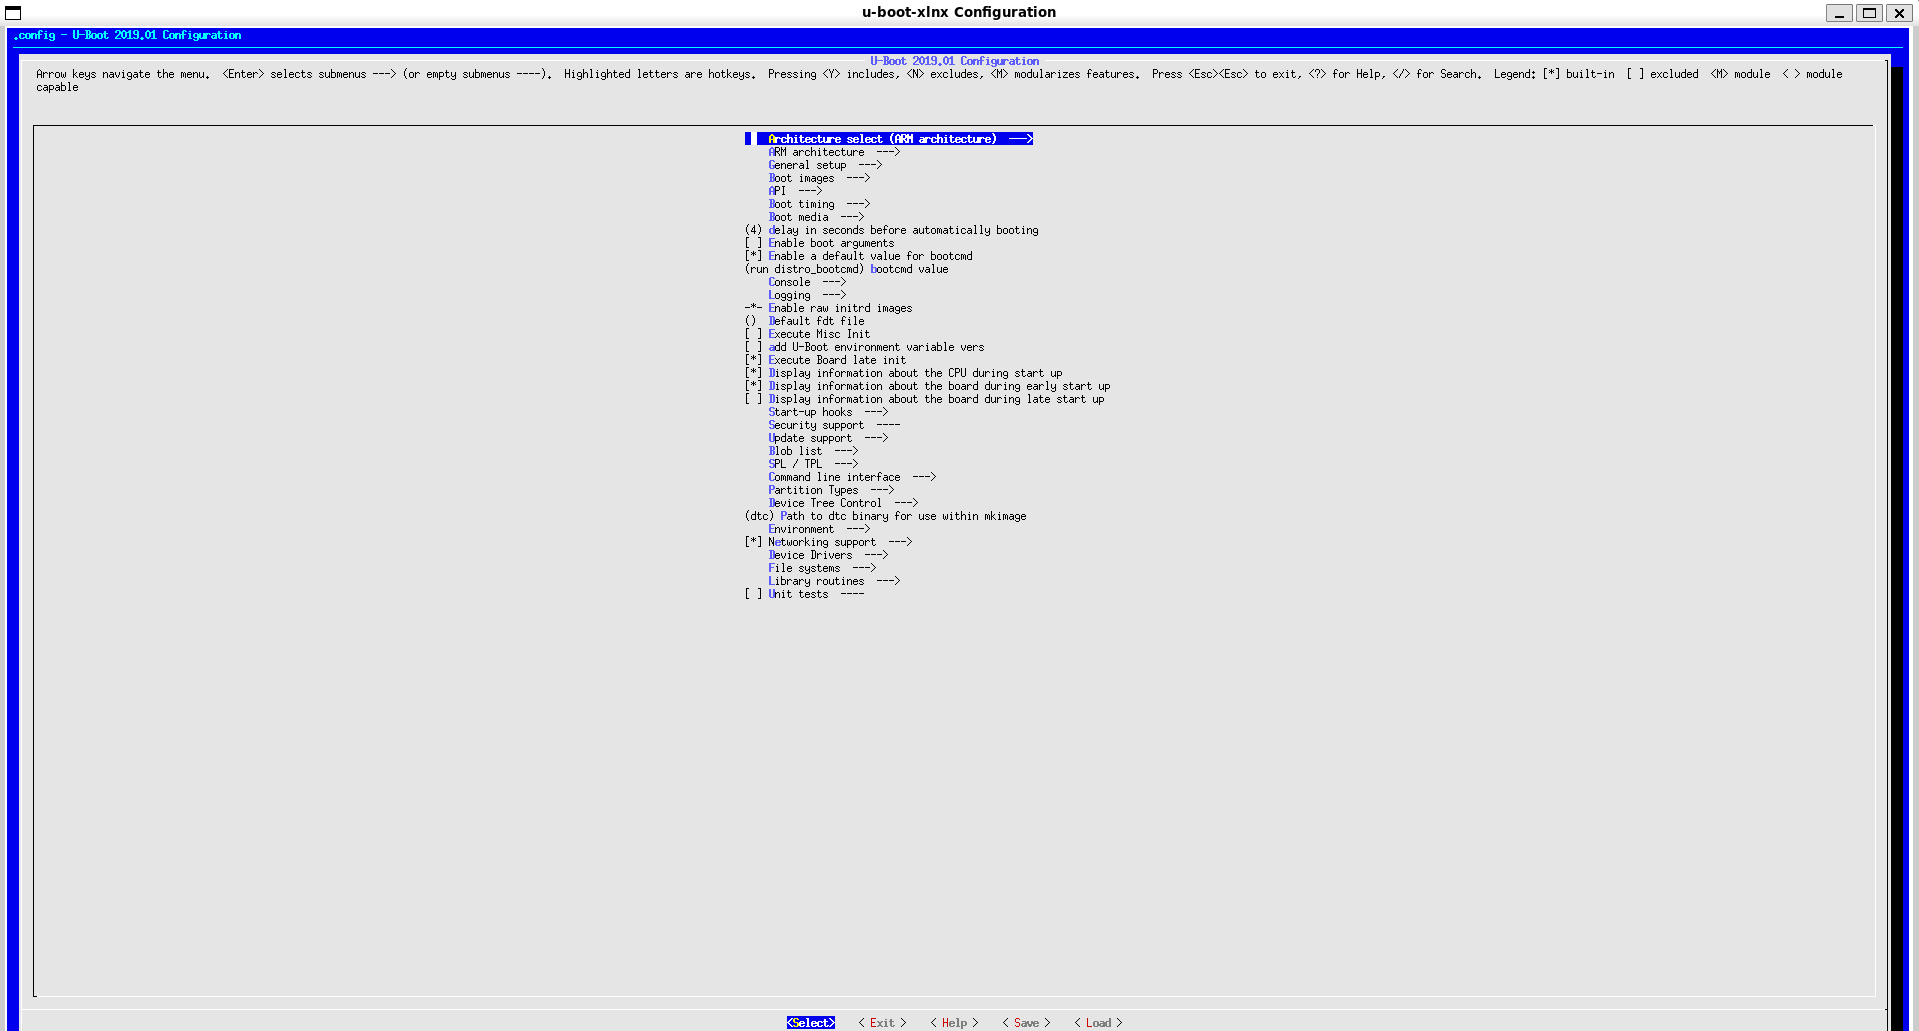 u-boot-xlnx Configuration
.config - U-Boot 2019.01 Configuration
U-Boot 2019.01 Configuration
Arrow keys navigate the menu.  <Enter> selects submenus ---> (or empty submenus ----).  Highlighted letters are hotkeys.  Pressing <Y> includes, <N> excludes, <M> modularizes features.  Press <Esc><Esc> to exit, <?> for Help, </> for Search.  Legend: [*] built-in  [ ] excluded  <M> module  < > module
capable
Architecture select (ARM architecture)  --->
ARM architecture  --->
General setup  --->
Boot images  --->
API  --->
Boot timing  --->
Boot media  --->
(4) delay in seconds before automatically booting
[ ] Enable boot arguments
[*] Enable a default value for bootcmd
(run distro_bootcmd) bootcmd value
Console  --->
Logging  --->
-*- Enable raw initrd images
()  Default fdt file
[ ] Execute Misc Init
[ ] add U-Boot environment variable vers
[*] Execute Board late init
[*] Display information about the CPU during start up
[*] Display information about the board during early start up
[ ] Display information about the board during late start up
Start-up hooks  --->
Security support  ----
Update support  --->
Blob list  --->
SPL / TPL  --->
Command line interface  --->
Partition Types  --->
Device Tree Control  --->
(dtc) Path to dtc binary for use within mkimage
Environment  --->
[*] Networking support  --->
Device Drivers  --->
File systems  --->
Library routines  --->
[ ] Unit tests  ----
<Select>    < Exit >    < Help >    < Save >    < Load >